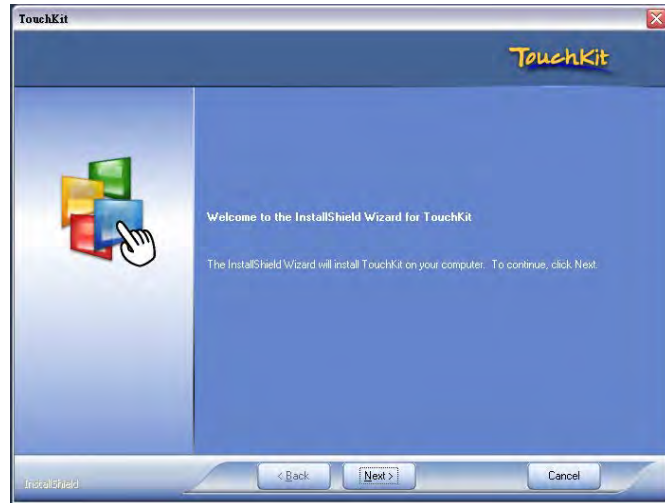 TouchKit
TouchKit
Welcome to the InstallShield Wizard for TouchKit
The InstallShield Wizard will install TouchKit on your computer. To continue, click Next.
InstallShield
< Back
Next >
Cancel